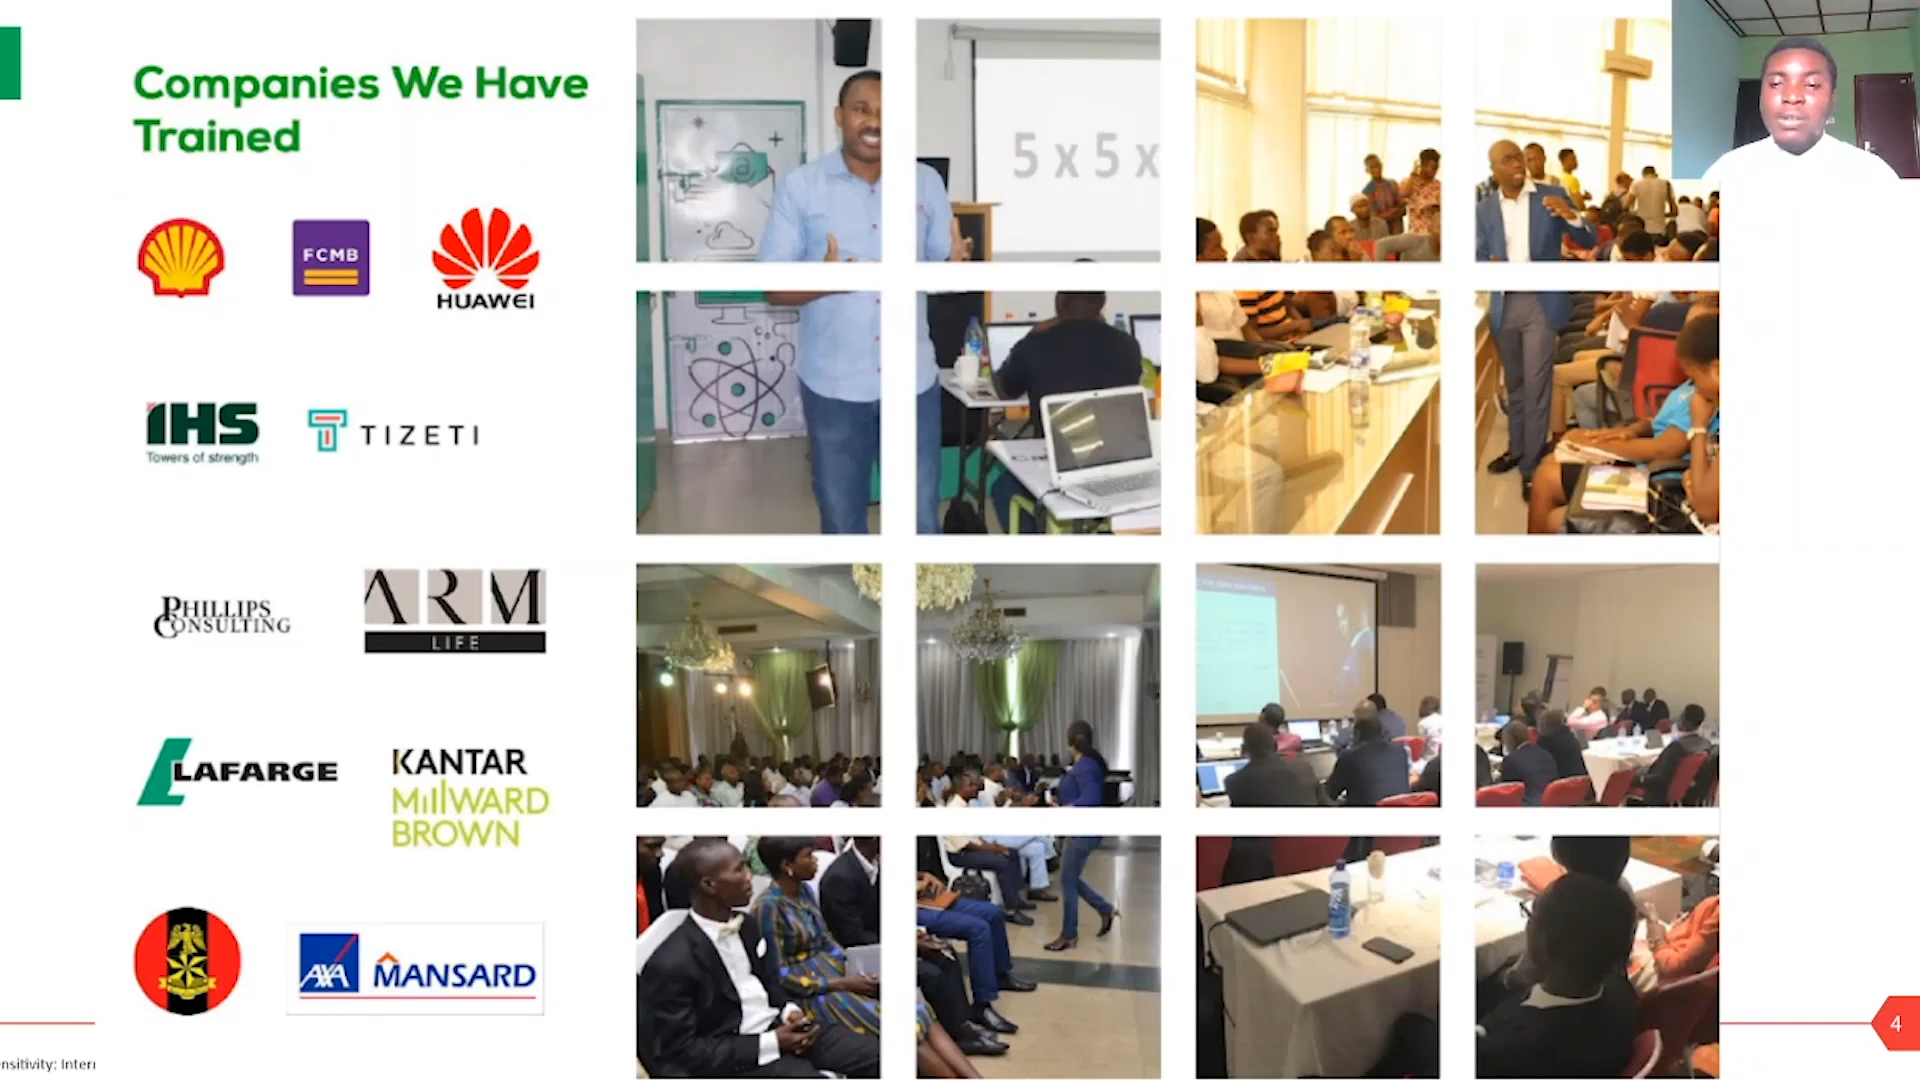 Companies We Have
Trained
FCMB
HUAWEI
iHS
Towers of strength
TIZETI
PHILLIPS
CONSULTING
ARM
LIFE
LAFARGE
KANTAR
MillWARD
BROWN
AXA MANSARD
5 x 5 x
a
4
nsitivity: Intern